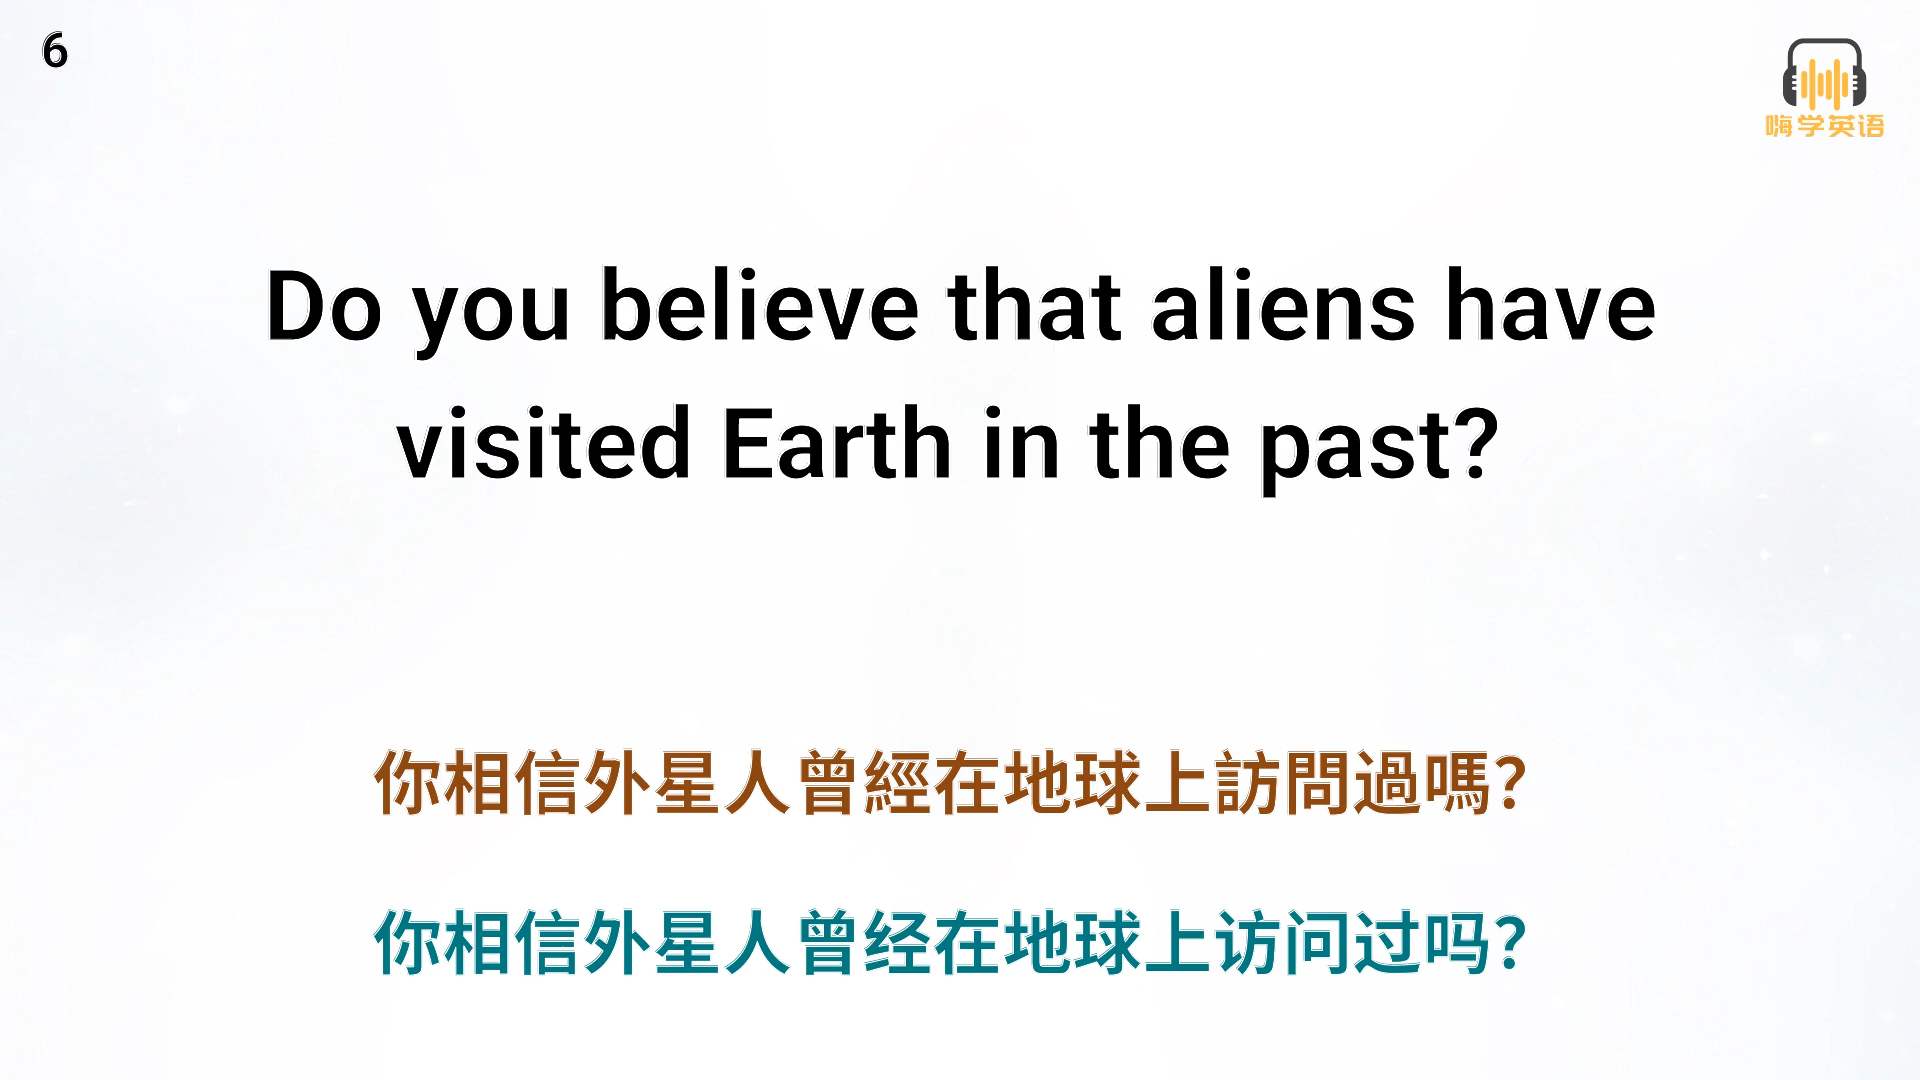 6
嗨学英语
Do you believe that aliens have
visited Earth in the past?
你相信外星人曾經在地球上訪問過嗎?
你相信外星人曾经在地球上访问过吗?